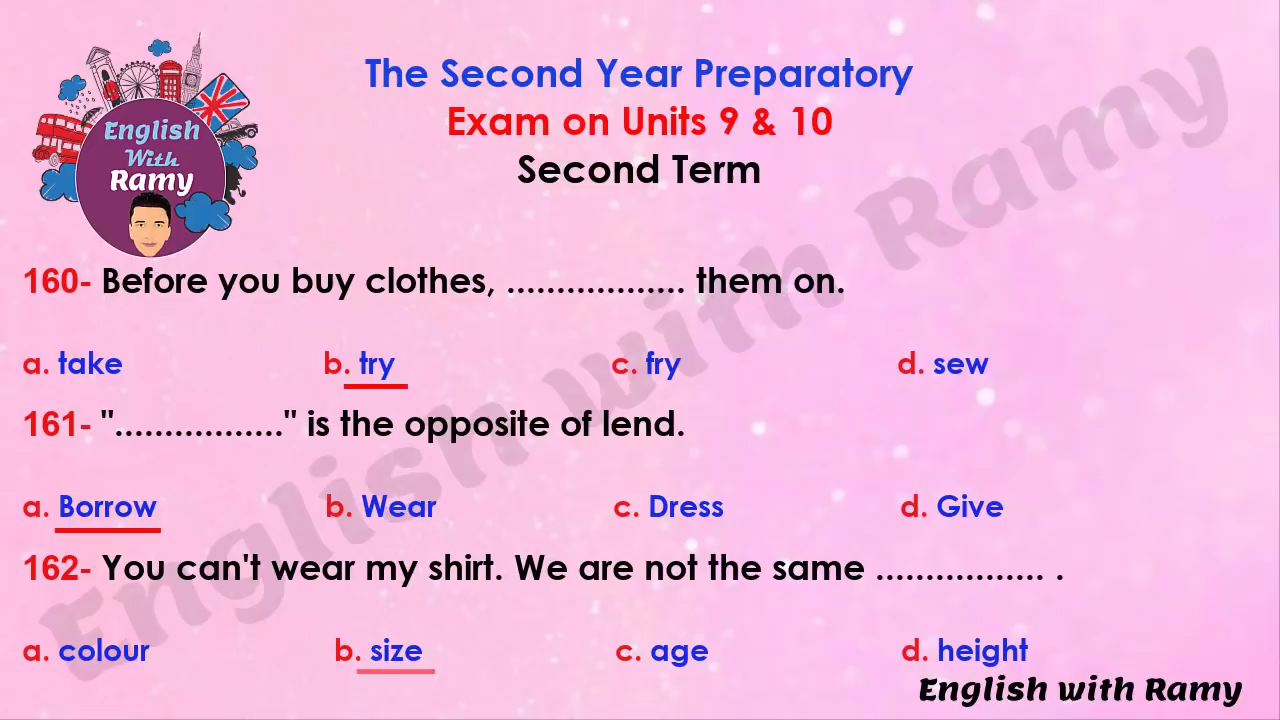 English
With
Ramy
The Second Year Preparatory
Exam on Units 9 & 10
Second Term
160- Before you buy clothes, .................. them on.
a. take b. try c. fry d. sew
161- "................." is the opposite of lend.
a. Borrow b. Wear c. Dress d. Give
162- You can't wear my shirt. We are not the same ................. .
a. colour b. size c. age d. height
English with Ramy
English with Ramy